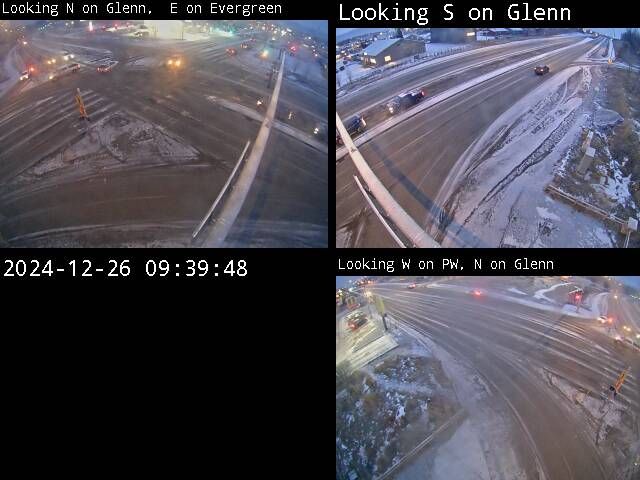 Looking N on Glenn,  E on Evergreen
Looking S on Glenn
2024-12-26 09:39:48
Looking W on PW, N on Glenn